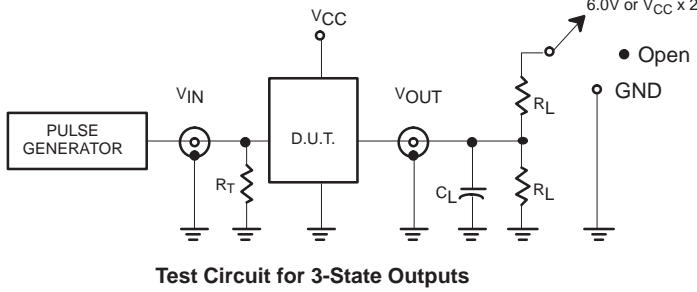 6.0V or VCC x 2
VCC
Open
VIN
VOUT
GND
RL
PULSE
GENERATOR
D.U.T.
RT
CL
RL
Test Circuit for 3-State Outputs